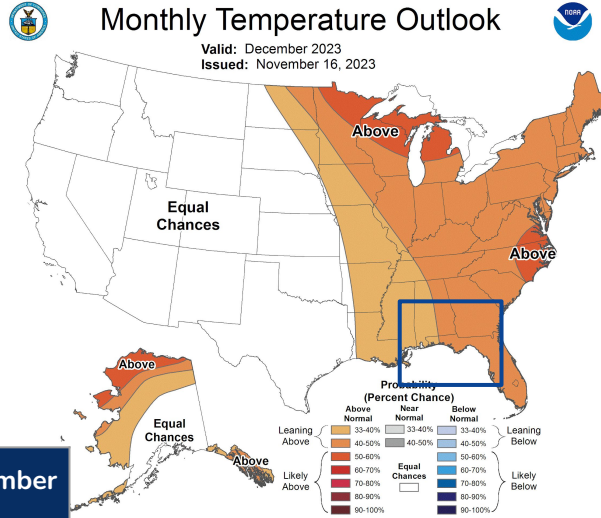 Monthly Temperature Outlook
NOAA
Valid: December 2023
Issued: November 16, 2023
Above
Equal
Chances
Above
Above
Equal
Chances
Above
Probability
(Percent Chance)
Above
Normal
Near
Normal
Below
Normal
Leaning
Above
33-40%
40-50%
33-40%
40-50%
33-40%
40-50%
Leaning
Below
Likely
Above
50-60%
60-70%
70-80%
80-90%
90-100%
Equal
Chances
50-60%
60-70%
70-80%
80-90%
90-100%
Likely
Below
mber